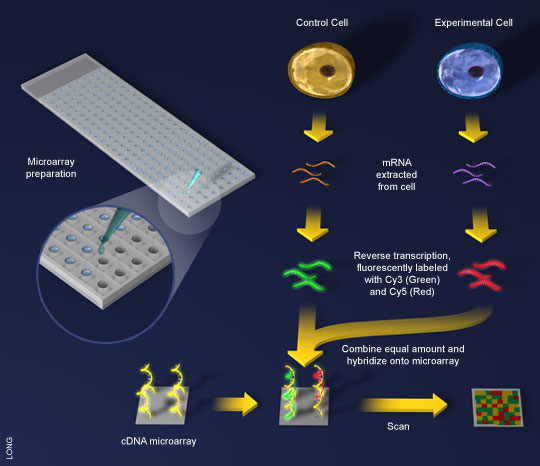 Control Cell
Experimental Cell
Microarray
preparation
mRNA
extracted
from cell
Reverse transcription,
fluorescently labeled
with Cy3 (Green)
and Cy5 (Red)
Combine equal amount and
hybridize onto microarray
cDNA microarray
Scan
LONG